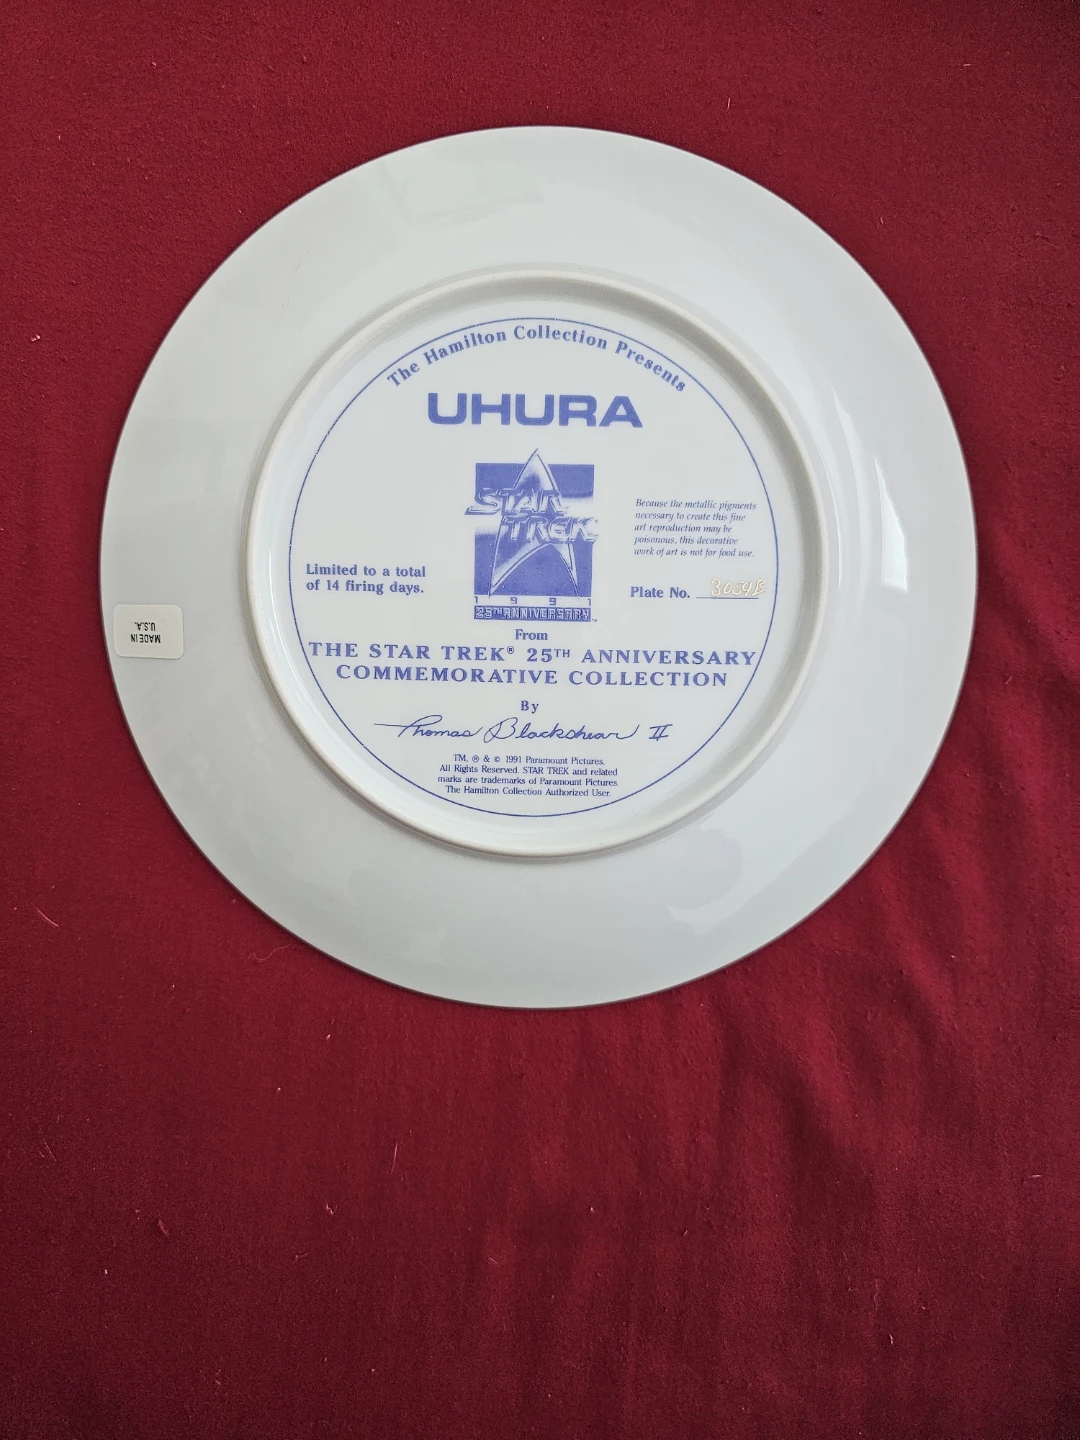 The Hamilton Collection Presents
UHURA
STAR
TREK
1991
25TH ANNIVERSARY
TM
Because the metallic pigments
necessary to create this fine
art reproduction may be
poisonous, this decorative
work of art is not for food use.
Limited to a total
of 14 firing days.
Plate No.
From
THE STAR TREK® 25TH ANNIVERSARY
COMMEMORATIVE COLLECTION
By
Thomas Blackshear II
TM, ® & © 1991 Paramount Pictures.
All Rights Reserved. STAR TREK and related
marks are trademarks of Paramount Pictures.
The Hamilton Collection Authorized User.
MADE IN
U.S.A.